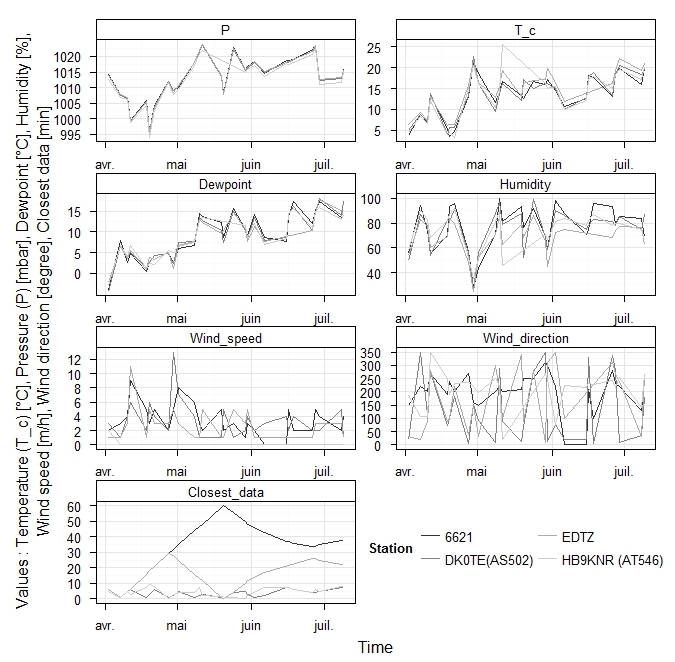 Values : Temperature (T_c) [°C], Pressure (P) [mbar], Dewpoint [°C], Humidity [%],
Wind speed [m/h], Wind direction [degree], Closest data [min]
P
1020
1015
1010
1005
1000
995
avr. mai juin juil.
T_c
25
20
15
10
5
avr. mai juin juil.
Dewpoint
15
10
5
0
avr. mai juin juil.
Humidity
100
80
60
40
avr. mai juin juil.
Wind_speed
12
10
8
6
4
2
0
avr. mai juin juil.
Wind_direction
350
300
250
200
150
100
50
0
avr. mai juin juil.
Closest_data
60
50
40
30
20
10
0
avr. mai juin juil.
Station
6621
DK0TE(AS502)
EDTZ
HB9KNR (AT546)
Time